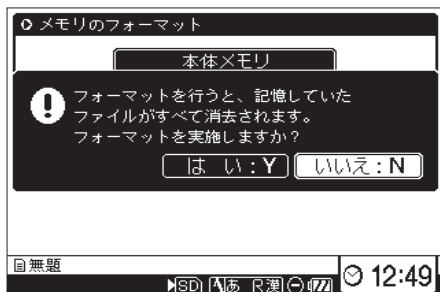 メモリのフォーマット
本体メモリ
フォーマットを行うと、記憶していた
ファイルがすべて消去されます。
フォーマットを実施しますか？
は い：Y いいえ：N
無題
SD A あ R漢 12:49